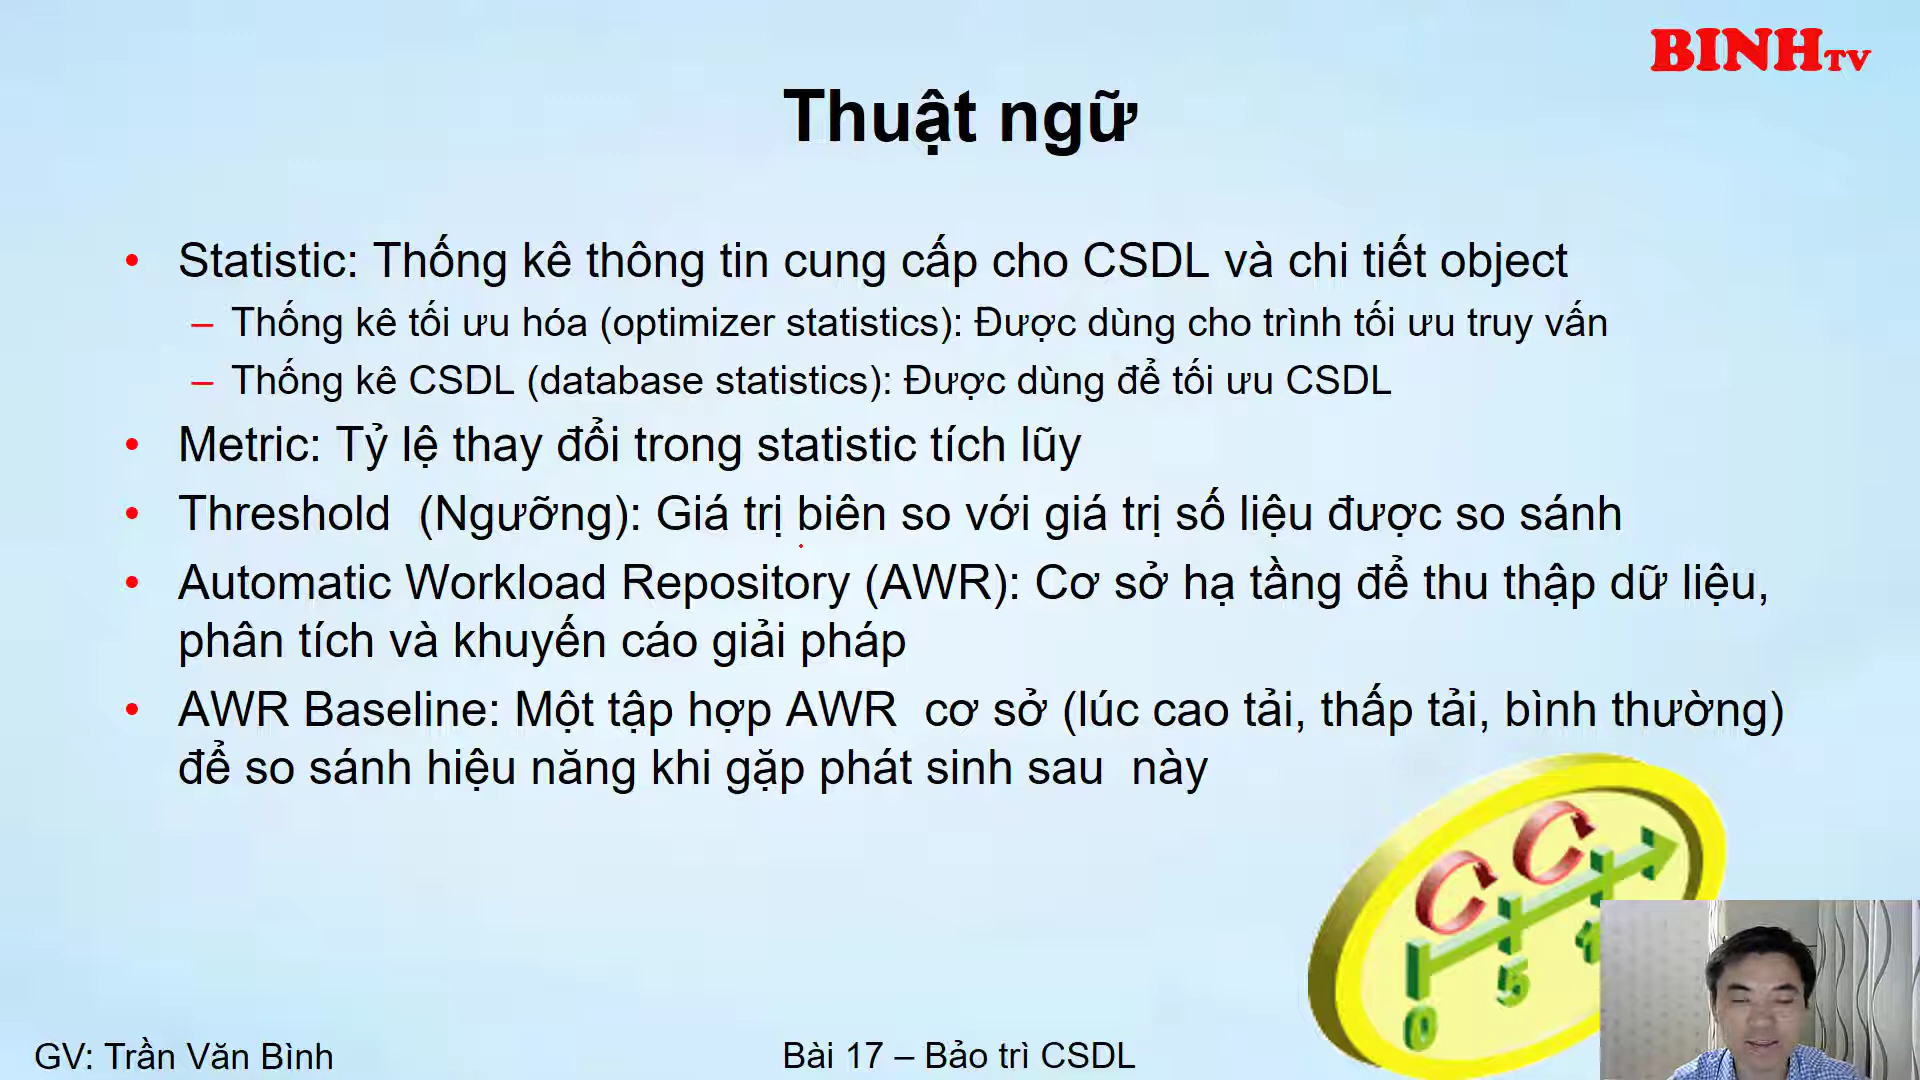 BINHTV
Thuật ngữ
• Statistic: Thống kê thông tin cung cấp cho CSDL và chi tiết object
– Thống kê tối ưu hóa (optimizer statistics): Được dùng cho trình tối ưu truy vấn
– Thống kê CSDL (database statistics): Được dùng để tối ưu CSDL
• Metric: Tỷ lệ thay đổi trong statistic tích lũy
• Threshold (Ngưỡng): Giá trị biên so với giá trị số liệu được so sánh
• Automatic Workload Repository (AWR): Cơ sở hạ tầng để thu thập dữ liệu,
phân tích và khuyến cáo giải pháp
• AWR Baseline: Một tập hợp AWR cơ sở (lúc cao tải, thấp tải, bình thường)
để so sánh hiệu năng khi gặp phát sinh sau này
0 5
GV: Trần Văn Bình
Bài 17 – Bảo trì CSDL